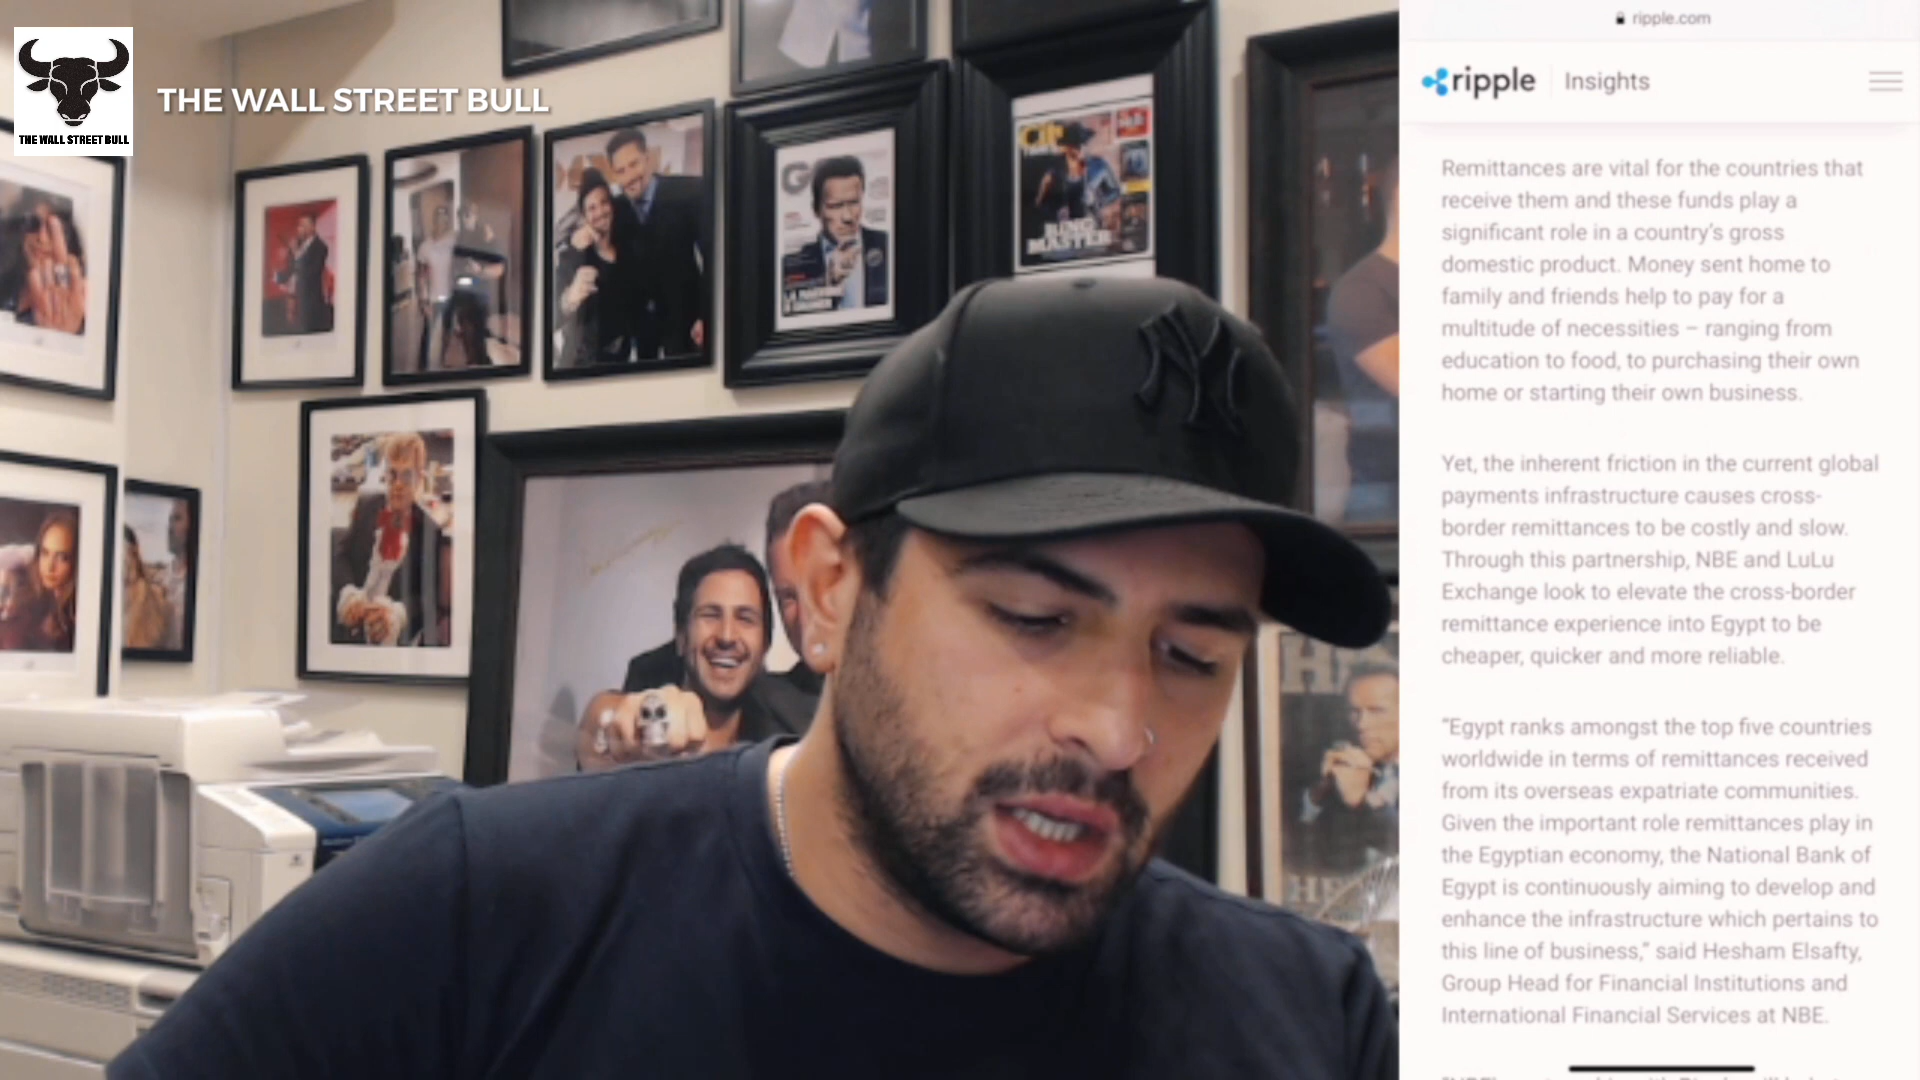 THE WALL STREET BULL
THE WALL STREET BULL
GQ
RING
MASTER
ripple.com
ripple Insights
Remittances are vital for the countries that
receive them and these funds play a
significant role in a country’s gross
domestic product. Money sent home to
family and friends help to pay for a
multitude of necessities – ranging from
education to food, to purchasing their own
home or starting their own business.
Yet, the inherent friction in the current global
payments infrastructure causes cross-
border remittances to be costly and slow.
Through this partnership, NBE and LuLu
Exchange look to elevate the cross-border
remittance experience into Egypt to be
cheaper, quicker and more reliable.
“Egypt ranks amongst the top five countries
worldwide in terms of remittances received
from its overseas expatriate communities.
Given the important role remittances play in
the Egyptian economy, the National Bank of
Egypt is continuously aiming to develop and
enhance the infrastructure which pertains to
this line of business,” said Hesham Elsafty,
Group Head for Financial Institutions and
International Financial Services at NBE.